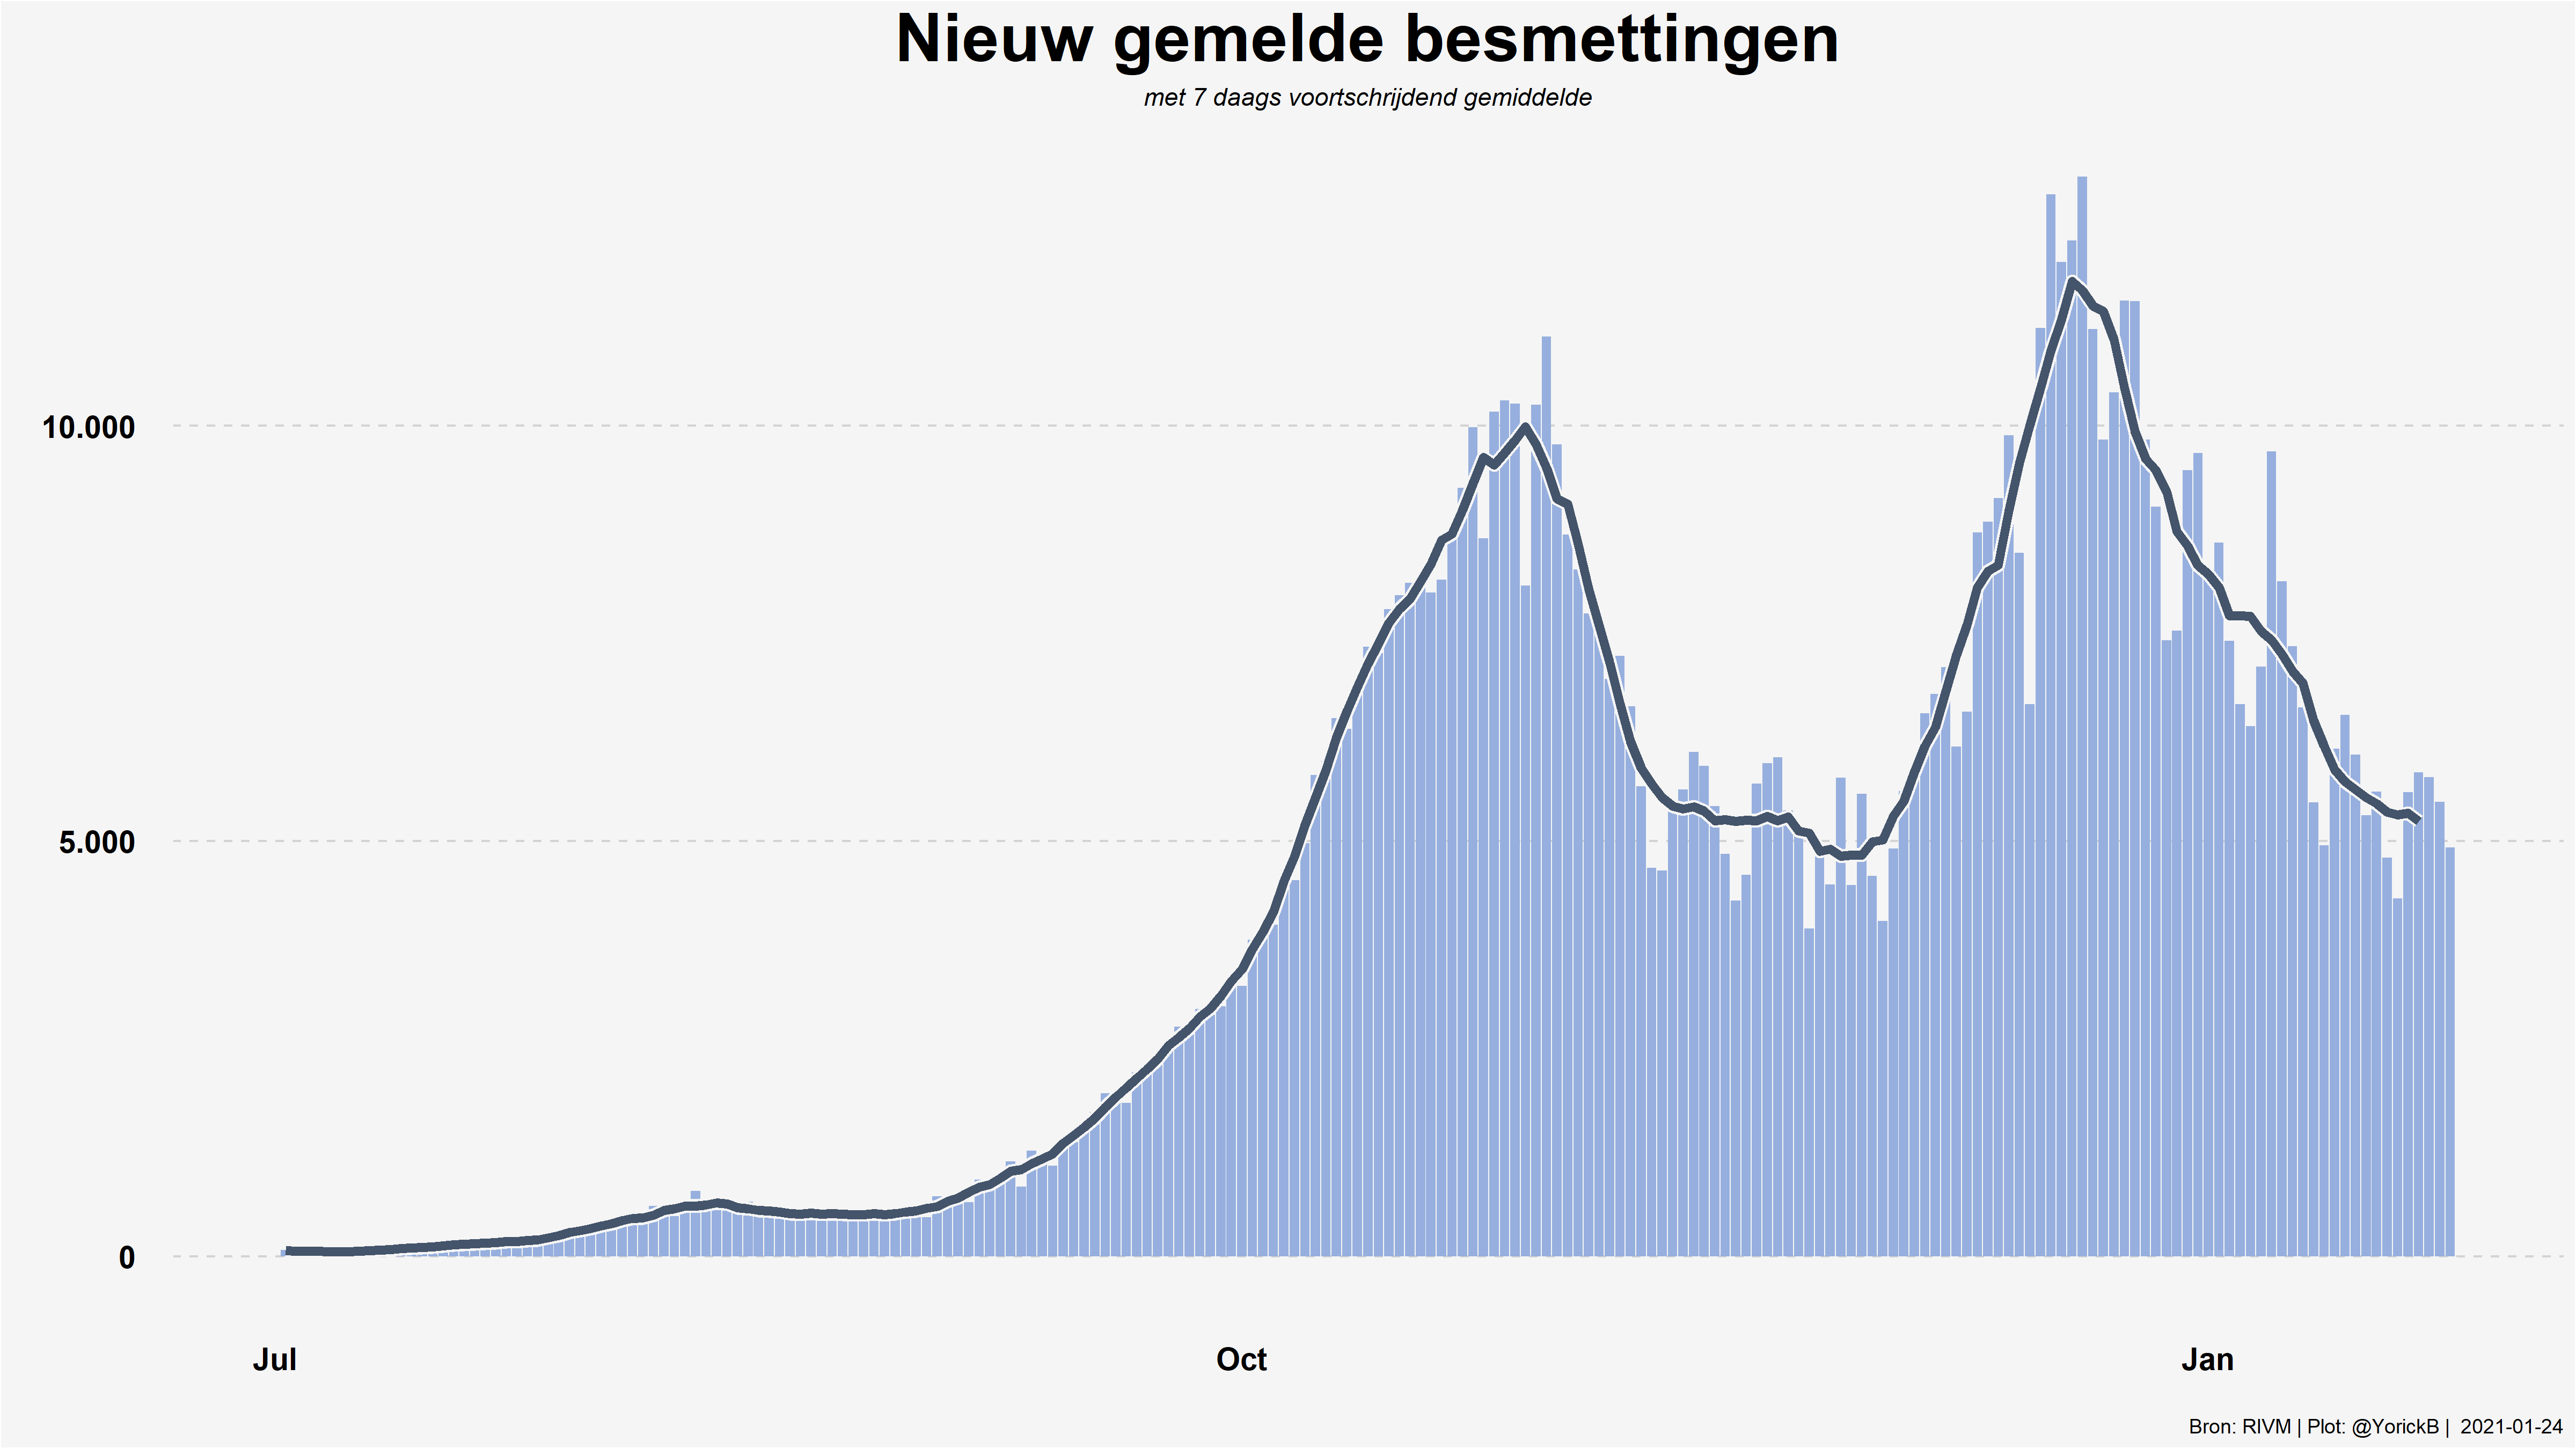 Nieuw gemelde besmettingen
met 7 daags voortschrijdend gemiddelde
10.000
5.000
0
Jul Oct Jan
Bron: RIVM | Plot: @YorickB | 2021-01-24